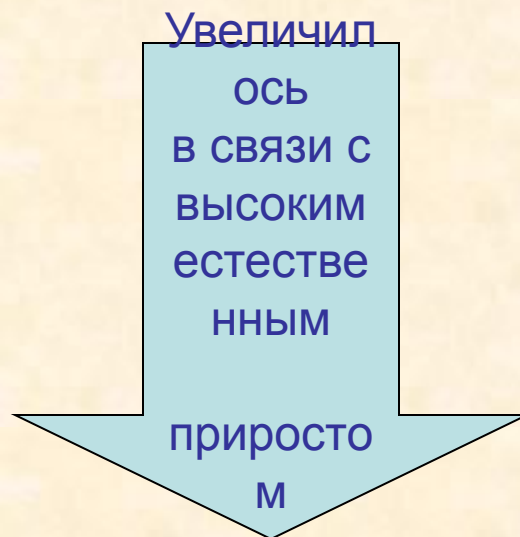 Увеличил
ось
в связи с
высоким
естестве
нным
приросто
м